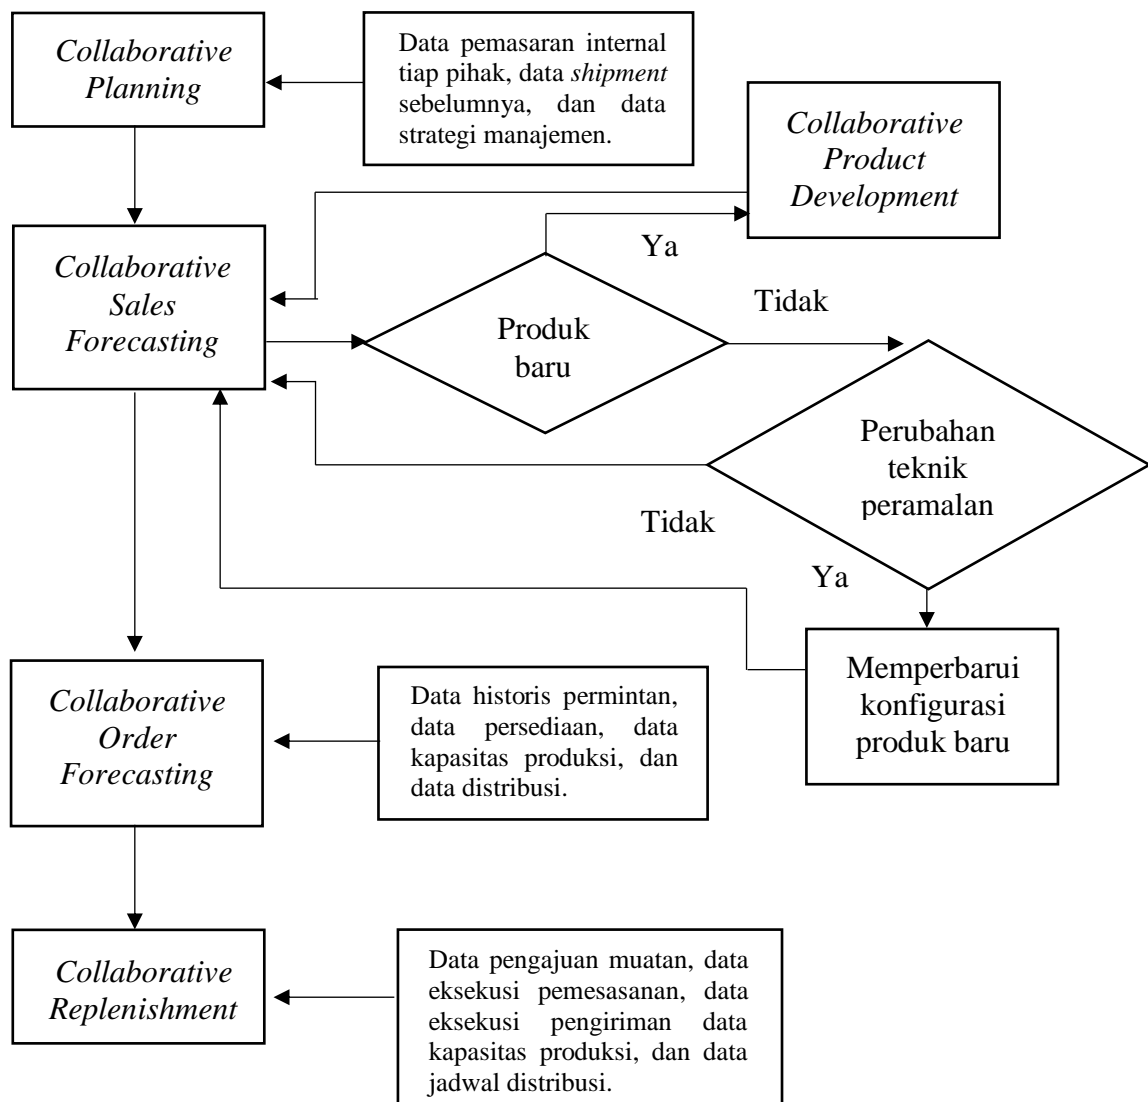 Collaborative
Planning
Data pemasaran internal
tiap pihak, data shipment
sebelumnya, dan data
strategi manajemen.
Collaborative
Product
Development
Ya
Collaborative
Sales
Forecasting
Produk
baru
Tidak
Perubahan
teknik
peramalan
Tidak
Ya
Memperbarui
konfigurasi
produk baru
Collaborative
Order
Forecasting
Data historis permintan,
data persediaan, data
kapasitas produksi, dan
data distribusi.
Collaborative
Replenishment
Data pengajuan muatan, data
eksekusi pemesasanan, data
eksekusi pengiriman data
kapasitas produksi, dan data
jadwal distribusi.